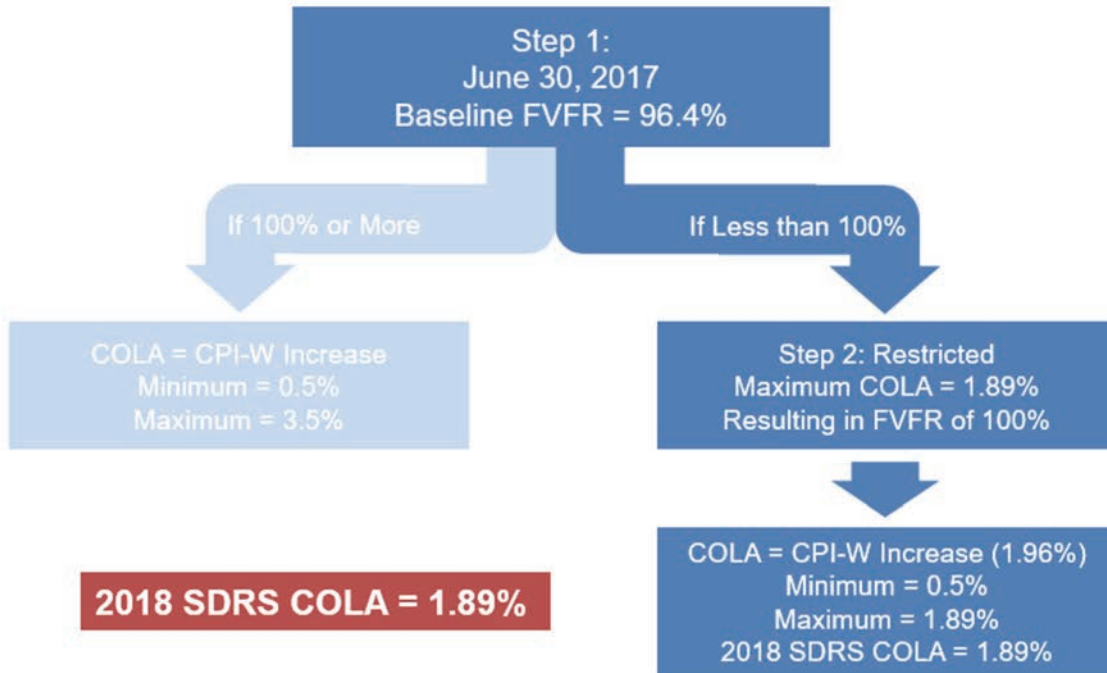 Step 1:
June 30, 2017
Baseline FVFR = 96.4%
If 100% or More
If Less than 100%
COLA = CPI-W Increase
Minimum = 0.5%
Maximum = 3.5%
Step 2: Restricted
Maximum COLA = 1.89%
Resulting in FVFR of 100%
COLA = CPI-W Increase (1.96%)
Minimum = 0.5%
Maximum = 1.89%
2018 SDRS COLA = 1.89%
2018 SDRS COLA = 1.89%